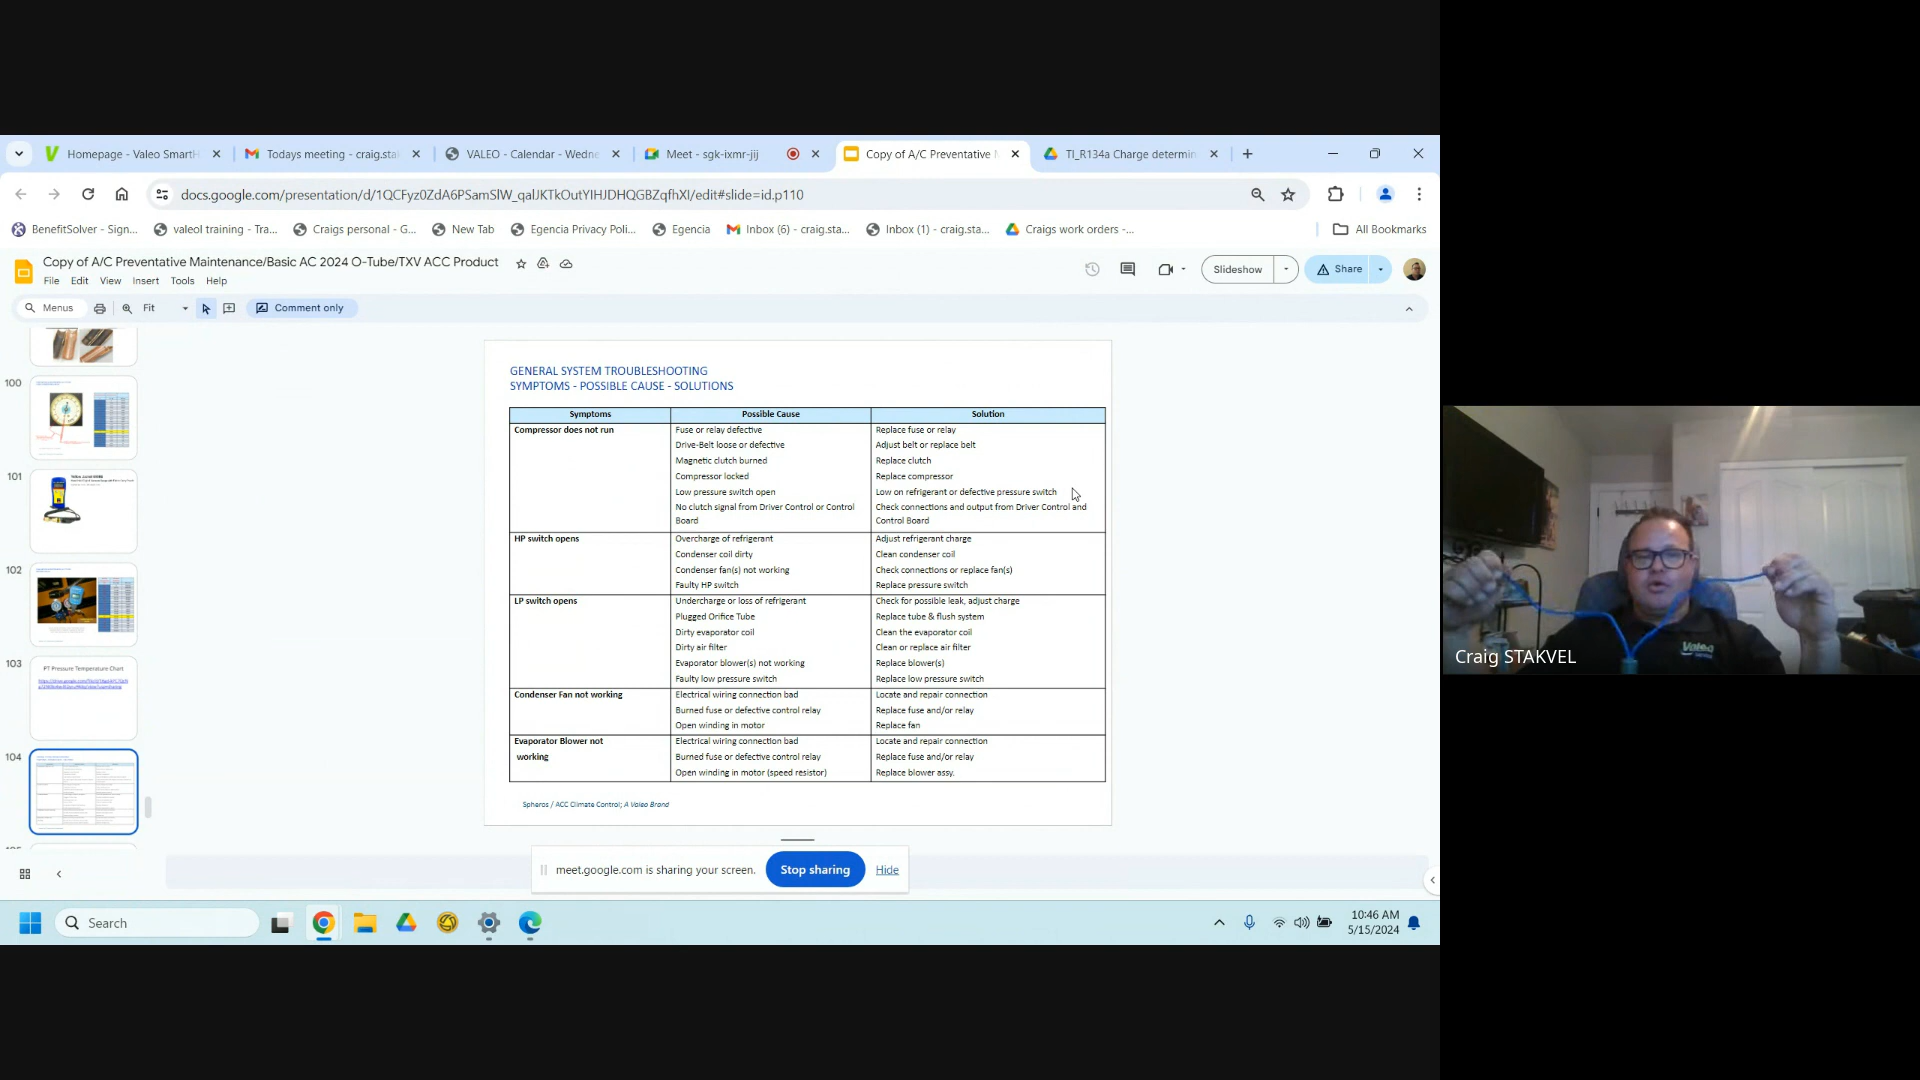 Homepage - Valeo SmartH
Todays meeting - craig.sta
VALEO - Calendar - Wedne
Meet - sgk-ixmr-jij
Copy of A/C Preventative
TI_R134a Charge determin
docs.google.com/presentation/d/1QCFyz0ZdA6PSamSlW_qalJKTkOutYIHJDHQGBZqfhXI/edit#slide=id.p110
BenefitSolver - Sign...
valeol training - Tra...
Craigs personal - G...
New Tab
Egencia Privacy Poli...
Egencia
Inbox (6) - craig.sta...
Inbox (1) - craig.sta...
Craigs work orders -...
All Bookmarks
Copy of A/C Preventative Maintenance/Basic AC 2024 O-Tube/TXV ACC Product
File Edit View Insert Tools Help
Slideshow
Share
Menus
Fit
Comment only
100
101
102
103
PT Pressure Temperature Chart
104
GENERAL SYSTEM TROUBLESHOOTING
SYMPTOMS - POSSIBLE CAUSE - SOLUTIONS
Symptoms Possible Cause Solution
Compressor does not run Fuse or relay defective Replace fuse or relay
Drive-Belt loose or defective Adjust belt or replace belt
Magnetic clutch burned Replace clutch
Compressor locked Replace compressor
Low pressure switch open Low on refrigerant or defective pressure switch
No clutch signal from Driver Control or Control Check connections and output from Driver Control and
Board Control Board
HP switch opens Overcharge of refrigerant Adjust refrigerant charge
Condenser coil dirty Clean condenser coil
Condenser fan(s) not working Check connections or replace fan(s)
Faulty HP switch Replace pressure switch
LP switch opens Undercharge or loss of refrigerant Check for possible leak, adjust charge
Plugged Orifice Tube Replace tube & flush system
Dirty evaporator coil Clean the evaporator coil
Dirty air filter Clean or replace air filter
Evaporator blower(s) not working Replace blower(s)
Faulty low pressure switch Replace low pressure switch
Condenser Fan not working Electrical wiring connection bad Locate and repair connection
Burned fuse or defective control relay Replace fuse and/or relay
Open winding in motor Replace fan
Evaporator Blower not Electrical wiring connection bad Locate and repair connection
working Burned fuse or defective control relay Replace fuse and/or relay
Open winding in motor (speed resistor) Replace blower assy.
Spheros / ACC Climate Control; A Valeo Brand
meet.google.com is sharing your screen.
Stop sharing
Hide
Search
10:46 AM
5/15/2024
Valeo
Craig STAKVEL